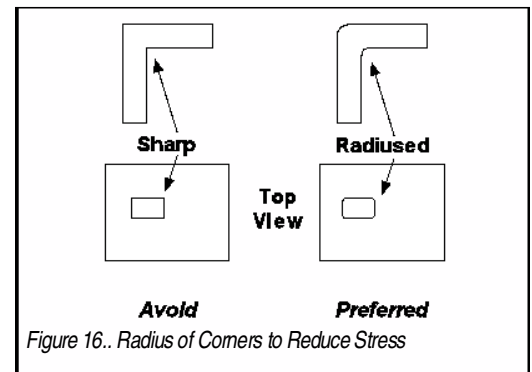 Sharp
Radiused
Top
View
Avoid
Preferred
Figure 16.. Radius of Corners to Reduce Stress